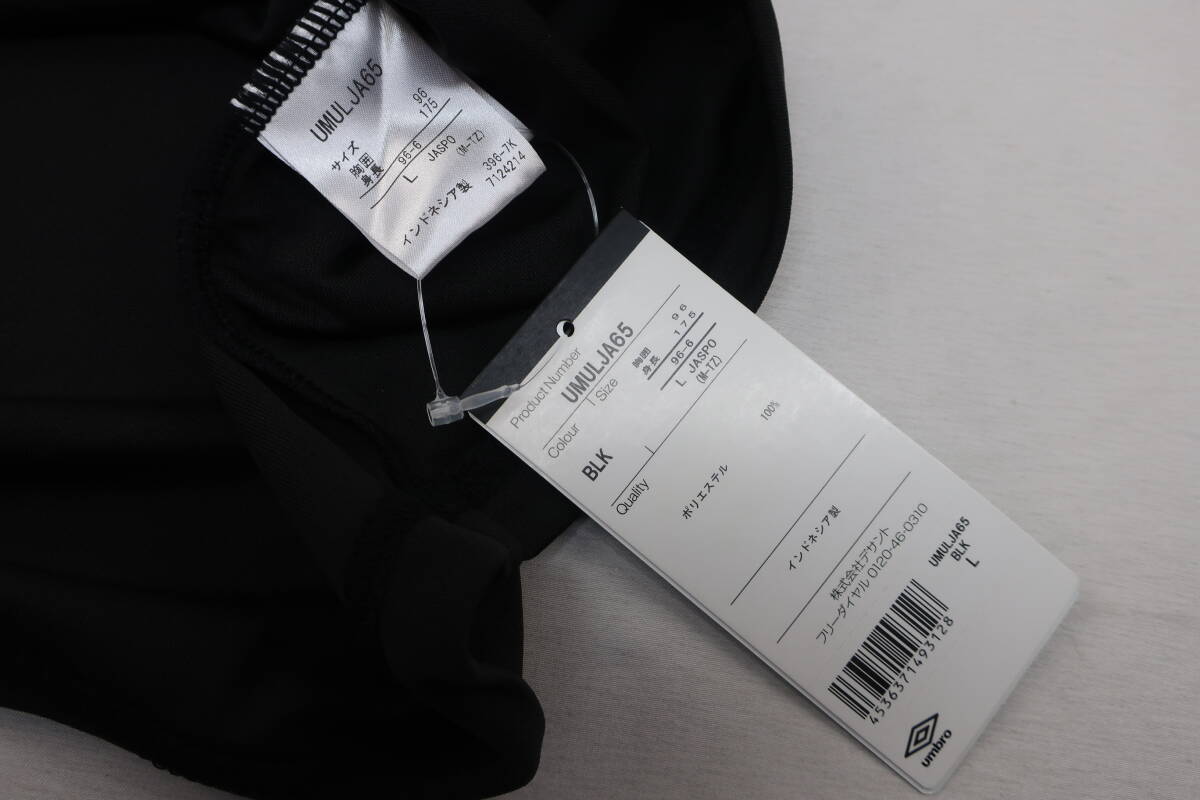 UMULJA65
サイズ
胸囲 96
身長 175
96-6
L JASPO
(M-TZ)
インドネシア製 396-7K
7124214
Product Number
UMULJA65
Colour | Size
BLK
胸囲 96
身長 175
96-6
L JASPO
(M-TZ)
Quality
ポリエステル 100%
インドネシア製
株式会社デサント
フリーダイヤル 0120-46-0310
UMULJA65
BLK
L
4536371493128
umbro